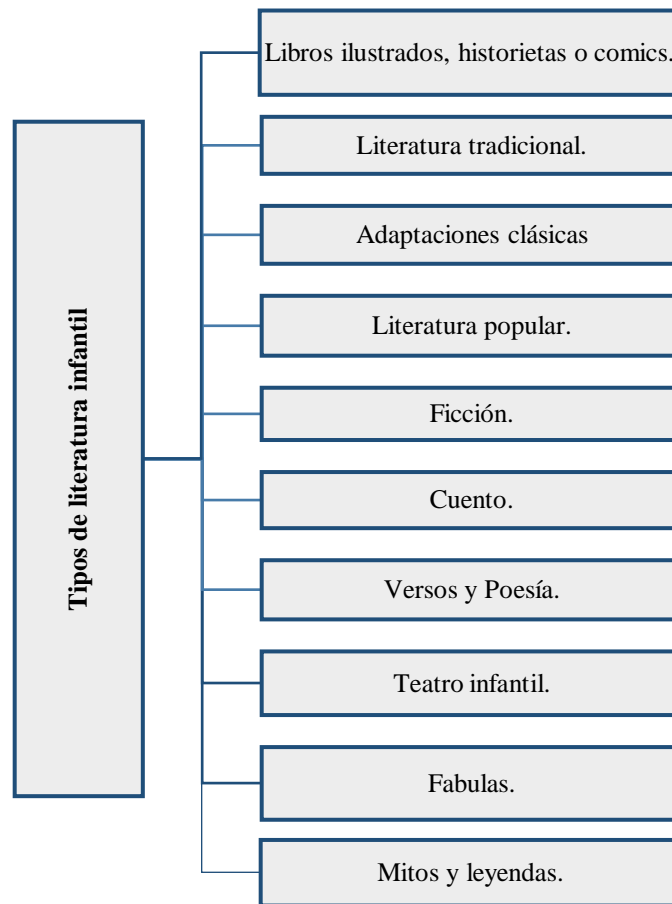 Tipos de literatura infantil
Libros ilustrados, historietas o comics.
Literatura tradicional.
Adaptaciones clásicas
Literatura popular.
Ficción.
Cuento.
Versos y Poesía.
Teatro infantil.
Fabulas.
Mitos y leyendas.